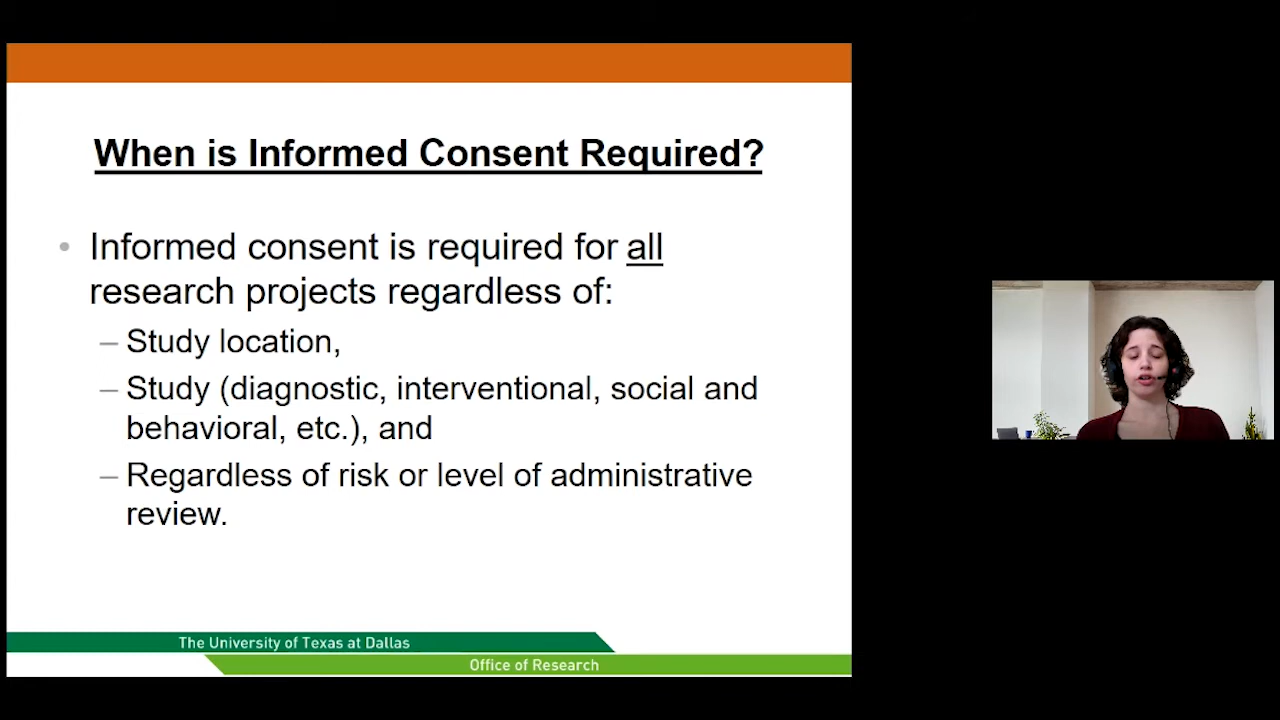 When is Informed Consent Required?
• Informed consent is required for all
research projects regardless of:
– Study location,
– Study (diagnostic, interventional, social and
behavioral, etc.), and
– Regardless of risk or level of administrative
review.
The University of Texas at Dallas
Office of Research